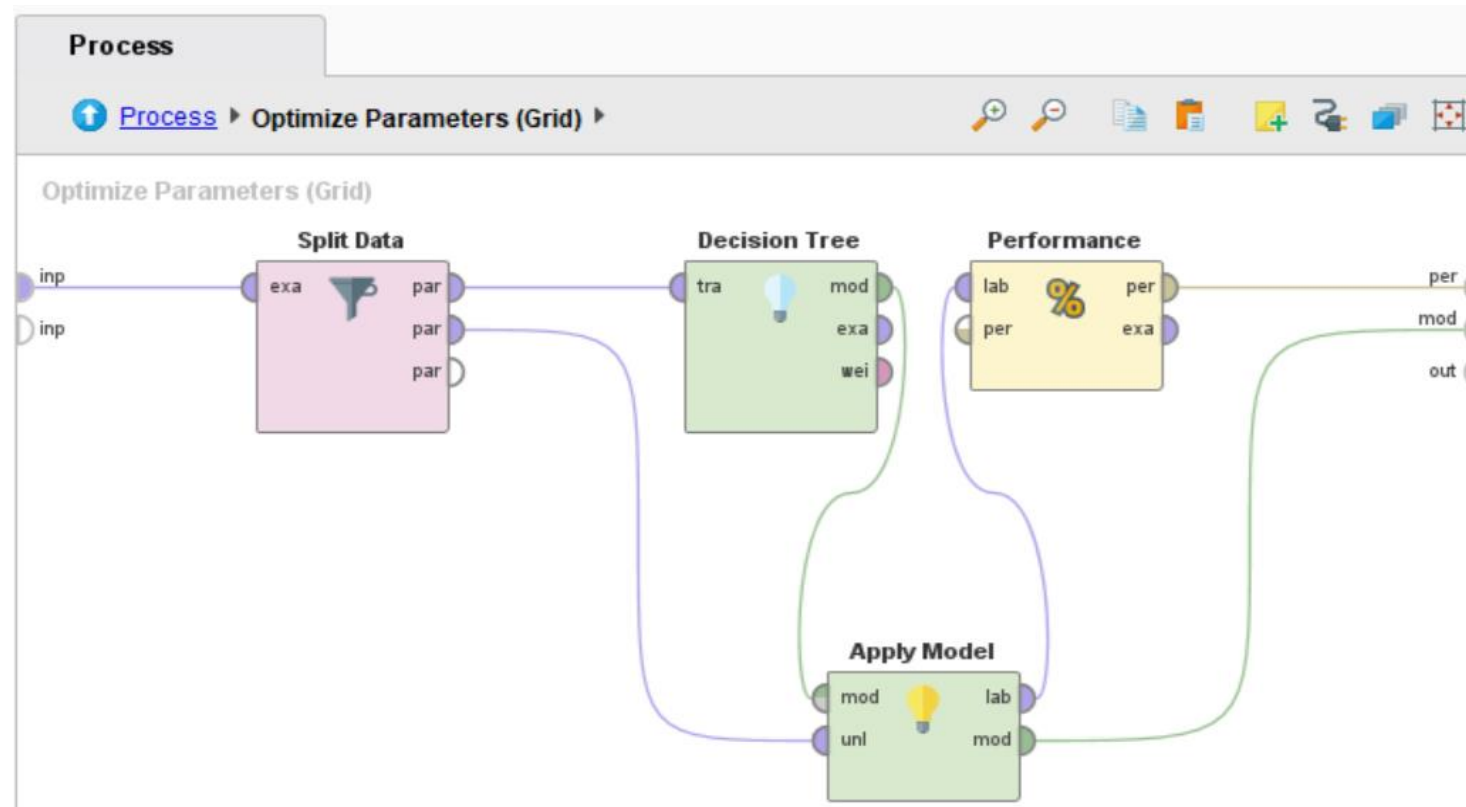 Process
Process Optimize Parameters (Grid)
Optimize Parameters (Grid)
Split Data
Decision Tree
Performance
inp
inp
exa
par
par
par
tra
mod
exa
wei
lab
per
per
exa
per
mod
out
Apply Model
mod
unl
lab
mod